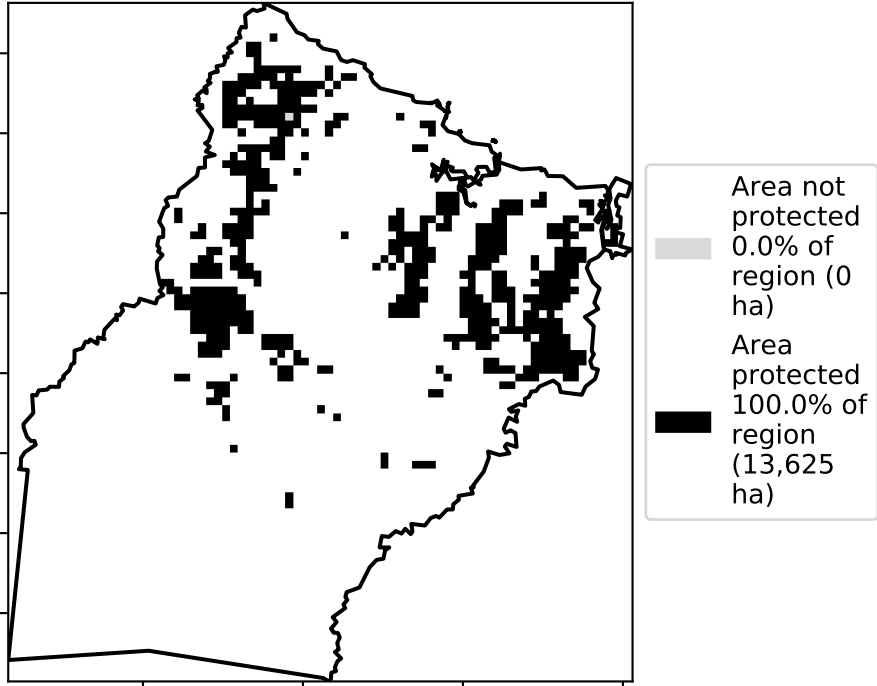 Area not
protected
0.0% of
region (0
ha)
Area
protected
100.0% of
region
(13,625
ha)